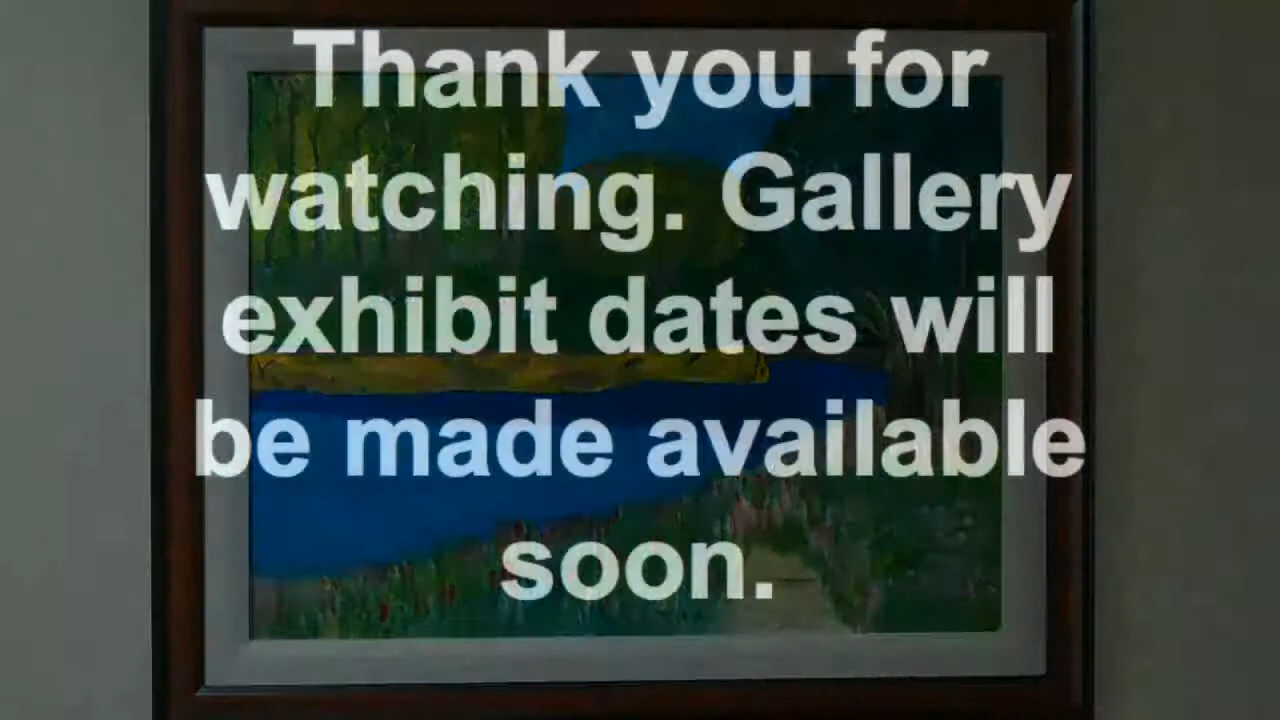 Thank you for
watching. Gallery
exhibit dates will
be made available
soon.